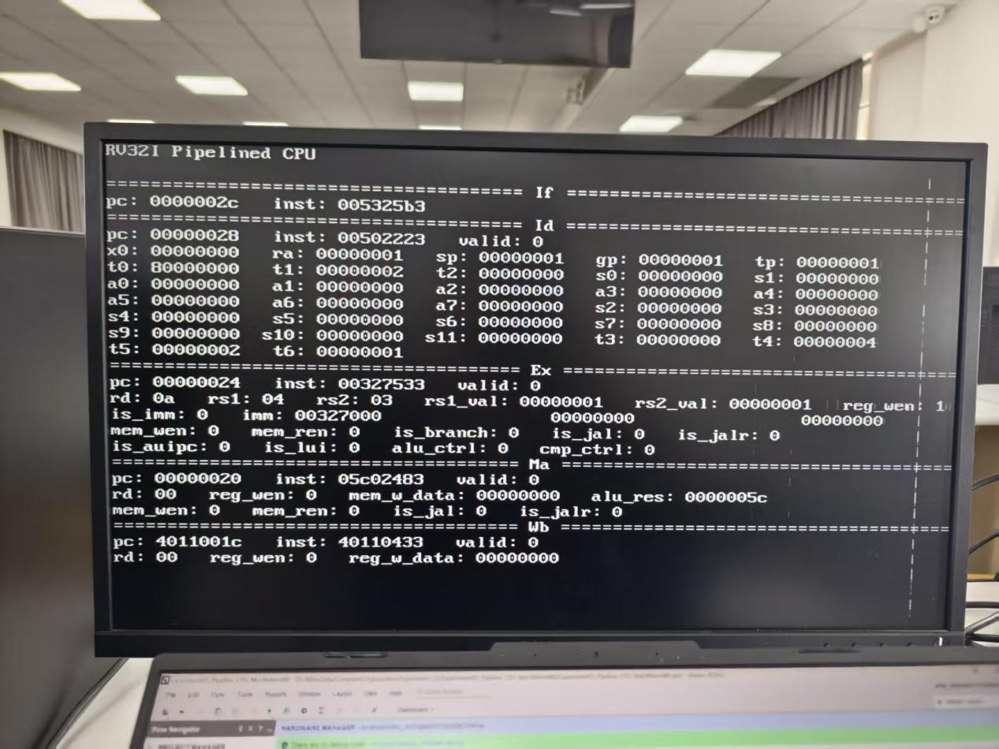 RV32I Pipelined CPU
===================================== If ====================================
pc: 0000002c inst: 005325b3
===================================== Id ====================================
pc: 00000028 inst: 00502223 valid: 0
x0: 00000000 ra: 00000001 sp: 00000001 gp: 00000001 tp: 00000001
t0: 80000000 t1: 00000002 t2: 00000000 s0: 00000000 s1: 00000000
a0: 00000000 a1: 00000000 a2: 00000000 a3: 00000000 a4: 00000000
a5: 00000000 a6: 00000000 a7: 00000000 s2: 00000000 s3: 00000000
s4: 00000000 s5: 00000000 s6: 00000000 s7: 00000000 s8: 00000000
s9: 00000000 s10: 00000000 s11: 00000000 t3: 00000000 t4: 00000004
t5: 00000002 t6: 00000001
===================================== Ex ====================================
pc: 00000024 inst: 00327533 valid: 0
rd: 0a rs1: 04 rs2: 03 rs1_val: 00000001 rs2_val: 00000001 reg_wen: 1
is_imm: 0 imm: 00327000 00000000 00000000
mem_wen: 0 mem_ren: 0 is_branch: 0 is_jal: 0 is_jalr: 0
is_auipc: 0 is_lui: 0 alu_ctrl: 0 cmp_ctrl: 0
===================================== Ma ====================================
pc: 00000020 inst: 05c02483 valid: 0
rd: 00 reg_wen: 0 mem_w_data: 00000000 alu_res: 0000005c
mem_wen: 0 mem_ren: 0 is_jal: 0 is_jalr: 0
===================================== Wb ====================================
pc: 4011001c inst: 40110433 valid: 0
rd: 00 reg_wen: 0 reg_w_data: 00000000
HARDWARE MANAGER
PROJECT MANAGER